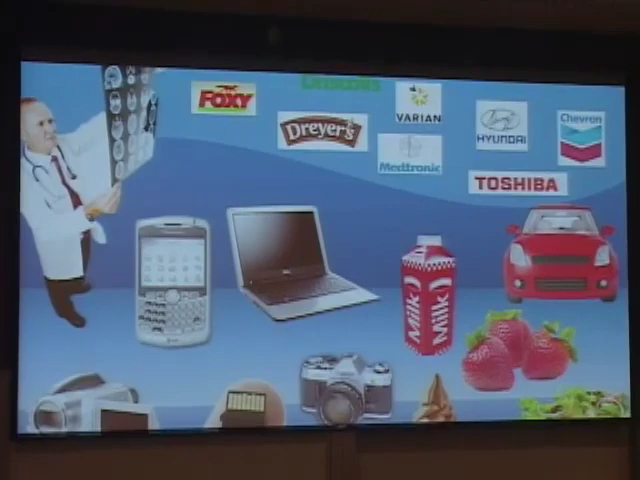 FOXY
Dreyer's
VARIAN
Medtronic
HYUNDAI
Chevron
TOSHIBA
Milk
Milk